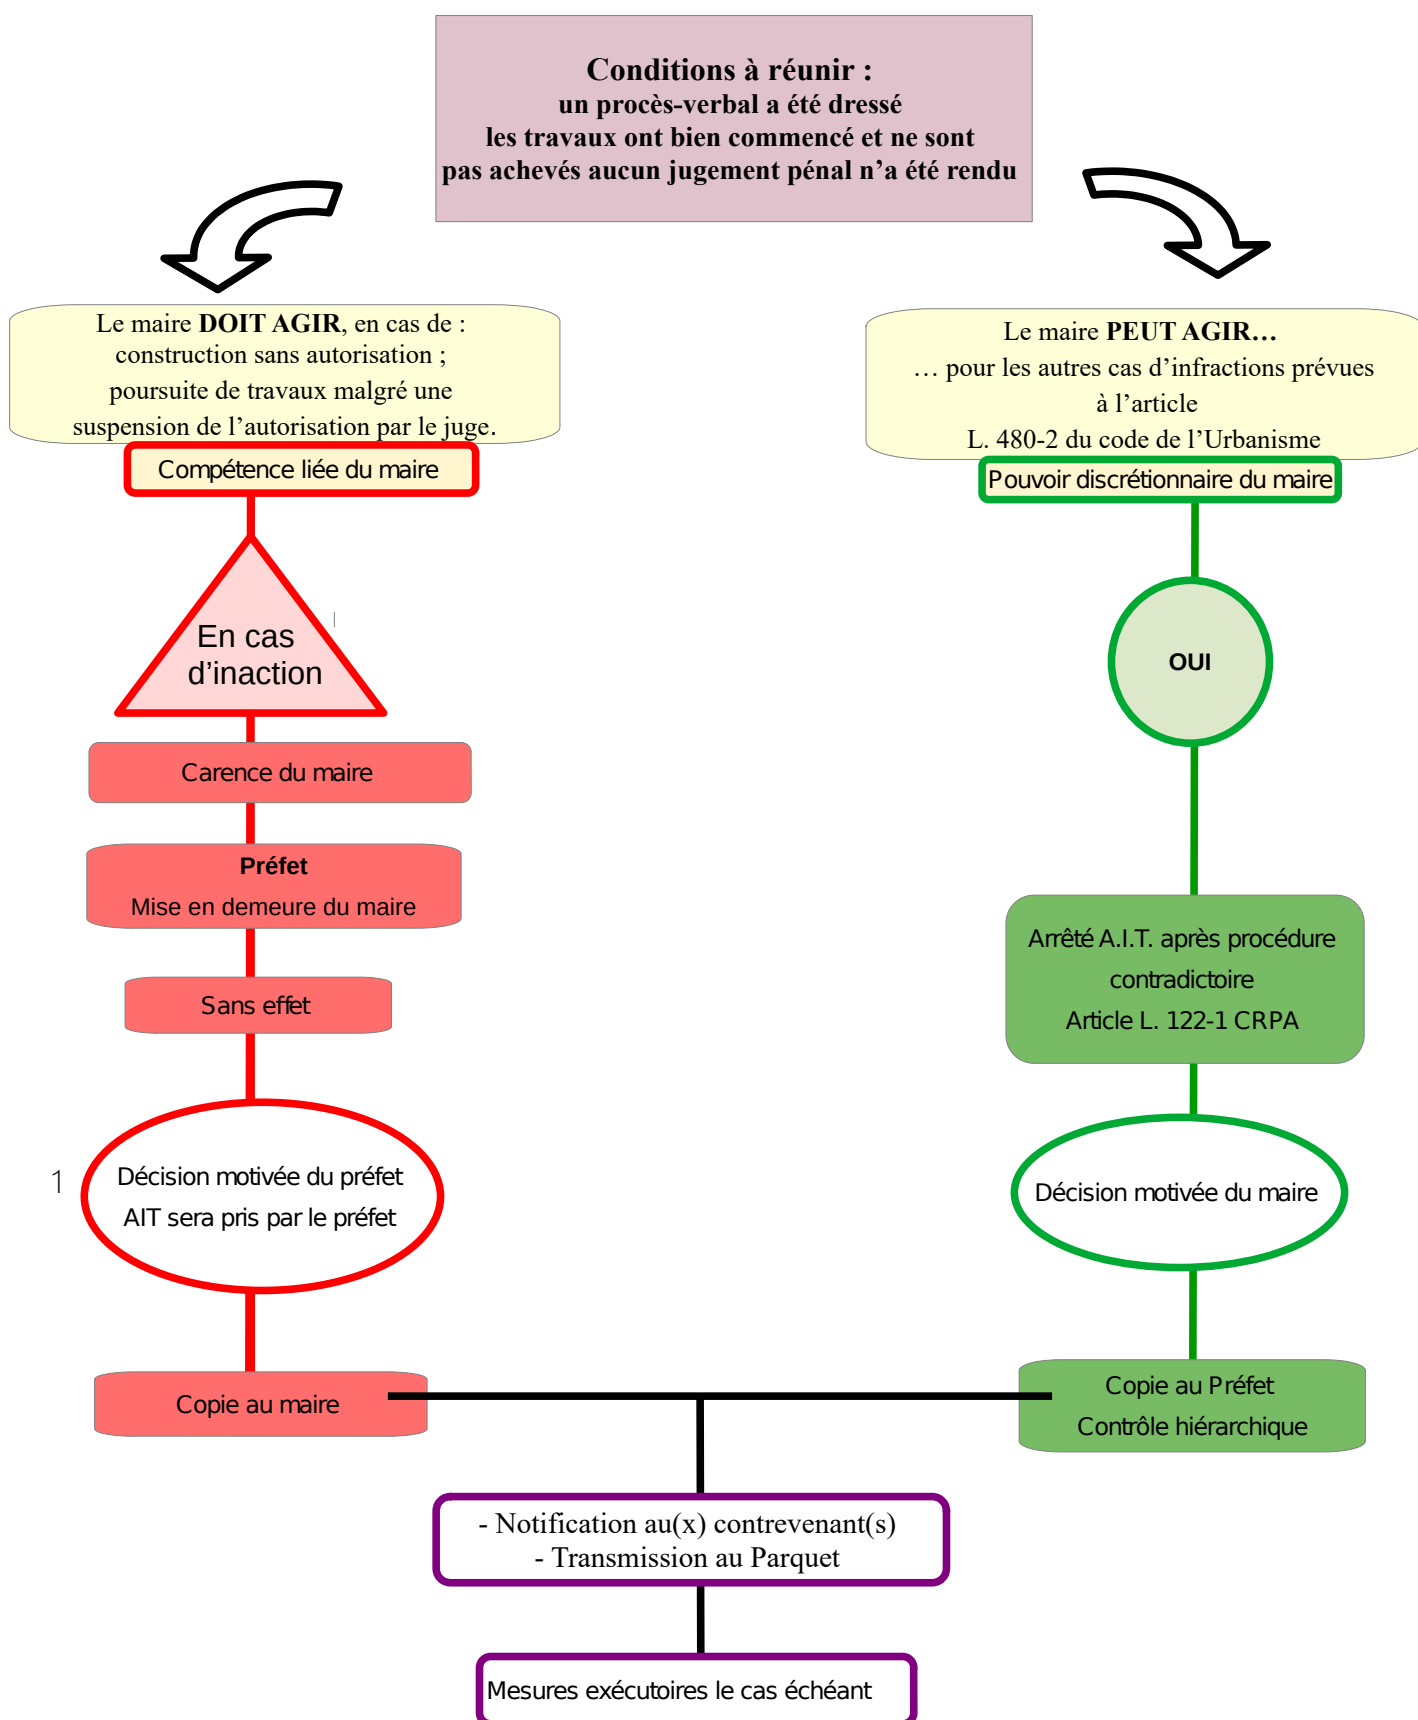 Conditions à réunir :
un procès-verbal a été dressé
les travaux ont bien commencé et ne sont
pas achevés aucun jugement pénal n’a été rendu
Le maire DOIT AGIR, en cas de :
construction sans autorisation ;
poursuite de travaux malgré une
suspension de l’autorisation par le juge.
Compétence liée du maire
En cas
d’inaction
Carence du maire
Préfet
Mise en demeure du maire
Sans effet
1
Décision motivée du préfet
AIT sera pris par le préfet
Copie au maire
Le maire PEUT AGIR…
… pour les autres cas d’infractions prévues
à l’article
L. 480-2 du code de l’Urbanisme
Pouvoir discrétionnaire du maire
OUI
Arrêté A.I.T. après procédure
contradictoire
Article L. 122-1 CRPA
Décision motivée du maire
Copie au Préfet
Contrôle hiérarchique
- Notification au(x) contrevenant(s)
- Transmission au Parquet
Mesures exécutoires le cas échéant